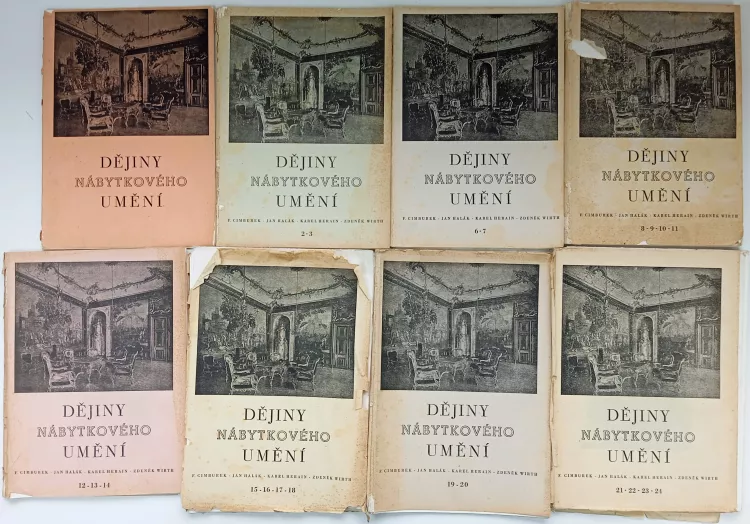 DĚJINY
NÁBYTKOVÉHO
UMĚNÍ
DĚJINY
NÁBYTKOVÉHO
UMĚNÍ
F. CIMBUREK · JAN HALÁK · KAREL HERAIN · ZDENĚK WIRTH
2 · 3
DĚJINY
NÁBYTKOVÉHO
UMĚNÍ
F. CIMBUREK · JAN HALÁK · KAREL HERAIN · ZDENĚK WIRTH
6 · 7
DĚJINY
NÁBYTKOVÉHO
UMĚNÍ
F. CIMBUREK · JAN HALÁK · KAREL HERAIN · ZDENĚK WIRTH
8 · 9 · 10 · 11
DĚJINY
NÁBYTKOVÉHO
UMĚNÍ
F. CIMBUREK · JAN HALÁK · KAREL HERAIN · ZDENĚK WIRTH
12 · 13 · 14
DĚJINY
NÁBYTKOVÉHO
UMĚNÍ
F. CIMBUREK · JAN HALÁK · KAREL HERAIN · ZDENĚK WIRTH
15 · 16 · 17 · 18
DĚJINY
NÁBYTKOVÉHO
UMĚNÍ
F. CIMBUREK · JAN HALÁK · KAREL HERAIN · ZDENĚK WIRTH
19 · 20
DĚJINY
NÁBYTKOVÉHO
UMĚNÍ
F. CIMBUREK · JAN HALÁK · KAREL HERAIN · ZDENĚK WIRTH
21 · 22 · 23 · 24